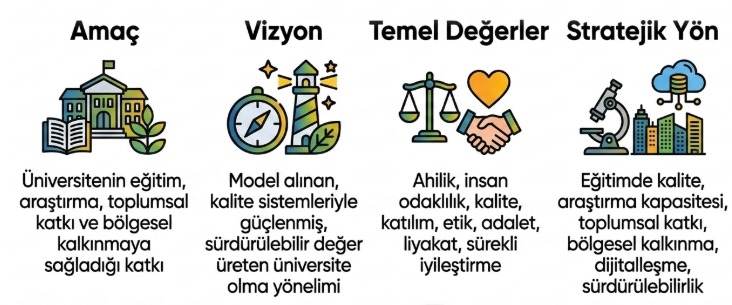 Amaç
Üniversitenin eğitim,
araştırma, toplumsal
katkı ve bölgesel
kalkınmaya
sağladığı katkı
Vizyon
Model alınan,
kalite sistemleriyle
güçlenmiş,
sürdürülebilir değer
üreten üniversite
olma yönelimi
Temel Değerler
Ahilik, insan
odaklılık, kalite,
katılım, etik, adalet,
liyakat, sürekli
iyileştirme
Stratejik Yön
Eğitimde kalite,
araştırma kapasitesi,
toplumsal katkı,
bölgesel kalkınma,
dijitalleşme,
sürdürülebilirlik